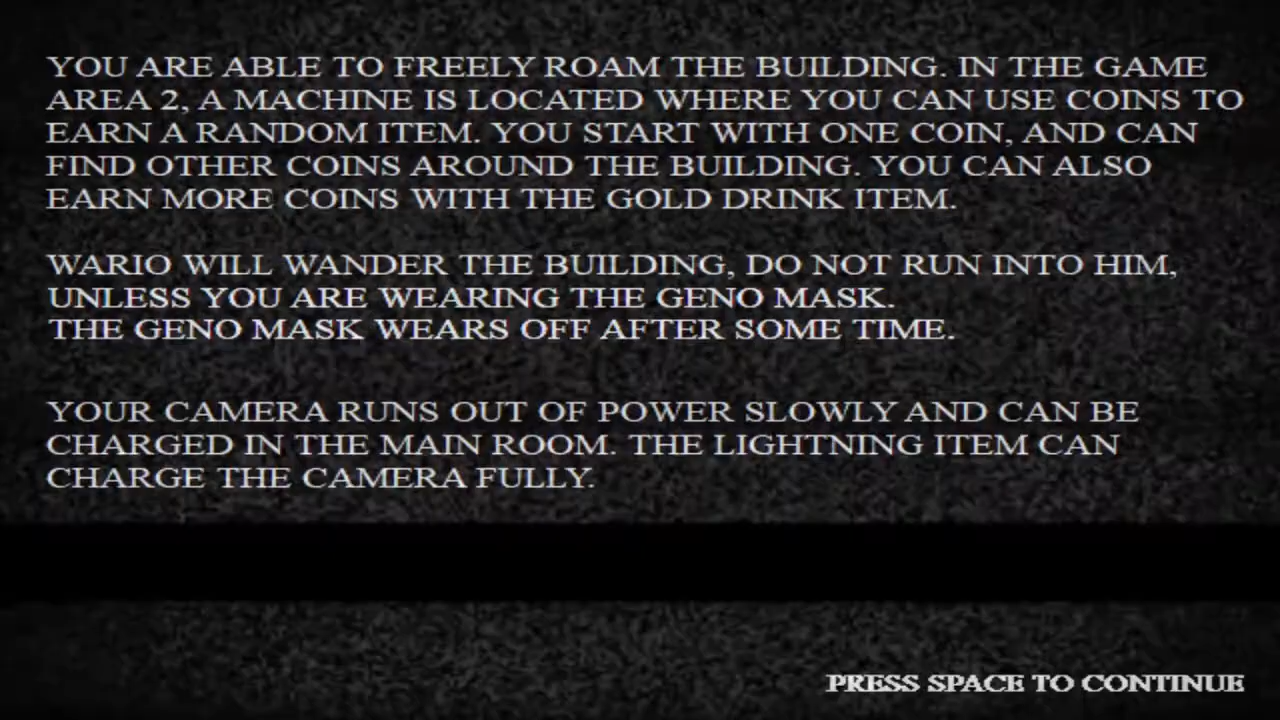 YOU ARE ABLE TO FREELY ROAM THE BUILDING. IN THE GAME
AREA 2, A MACHINE IS LOCATED WHERE YOU CAN USE COINS TO
EARN A RANDOM ITEM. YOU START WITH ONE COIN, AND CAN
FIND OTHER COINS AROUND THE BUILDING. YOU CAN ALSO
EARN MORE COINS WITH THE GOLD DRINK ITEM.
WARIO WILL WANDER THE BUILDING, DO NOT RUN INTO HIM,
UNLESS YOU ARE WEARING THE GENO MASK.
THE GENO MASK WEARS OFF AFTER SOME TIME.
YOUR CAMERA RUNS OUT OF POWER SLOWLY AND CAN BE
CHARGED IN THE MAIN ROOM. THE LIGHTNING ITEM CAN
CHARGE THE CAMERA FULLY.
PRESS SPACE TO CONTINUE